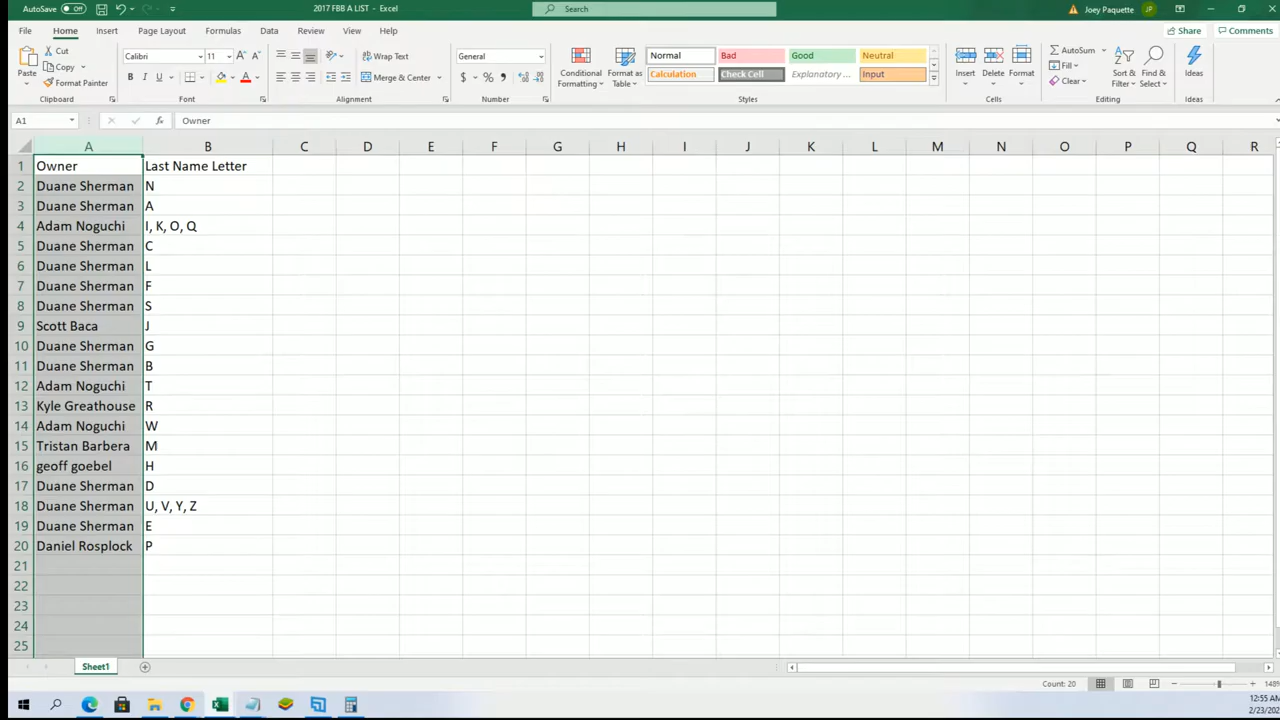 AutoSave Off 2017 FBB A LIST - Excel Search Joey Paquette JP
File Home Insert Page Layout Formulas Data Review View Help Share Comments
Paste Cut Copy Format Painter Clipboard
Calibri 11 B I U A A Font
Wrap Text Merge & Center Alignment
General $ % , Number
Conditional Formatting Format as Table
Normal Bad Good Neutral
Calculation Check Cell Explanatory ... Input
Styles
Insert Delete Format Cells
AutoSum Fill Clear Sort & Filter Find & Select Editing
Ideas Ideas
A1 fx Owner
A B C D E F G H I J K L M N O P Q R
1 Owner Last Name Letter
2 Duane Sherman N
3 Duane Sherman A
4 Adam Noguchi I, K, O, Q
5 Duane Sherman C
6 Duane Sherman L
7 Duane Sherman F
8 Duane Sherman S
9 Scott Baca J
10 Duane Sherman G
11 Duane Sherman B
12 Adam Noguchi T
13 Kyle Greathouse R
14 Adam Noguchi W
15 Tristan Barbera M
16 geoff goebel H
17 Duane Sherman D
18 Duane Sherman U, V, Y, Z
19 Duane Sherman E
20 Daniel Rosplock P
21
22
23
24
25
Sheet1
Count: 20 148%
12:55 AM